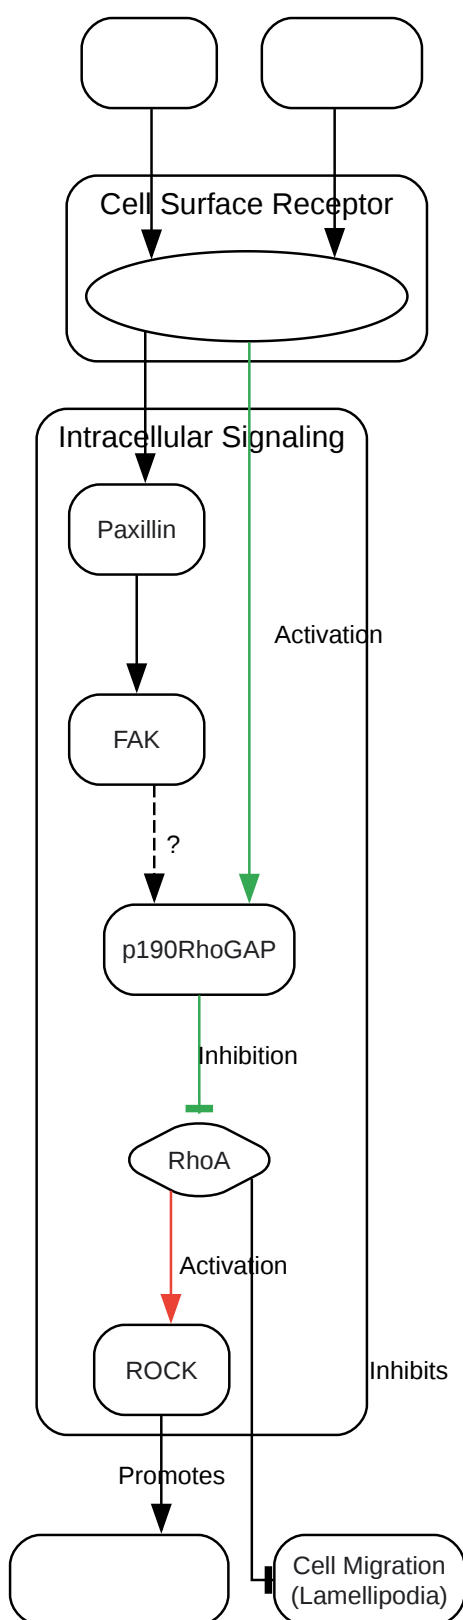 Cell Surface Receptor
Intracellular Signaling
Paxillin
Activation
FAK
?
p190RhoGAP
Inhibition
RhoA
Activation
ROCK
Inhibits
Promotes
Cell Migration
(Lamellipodia)